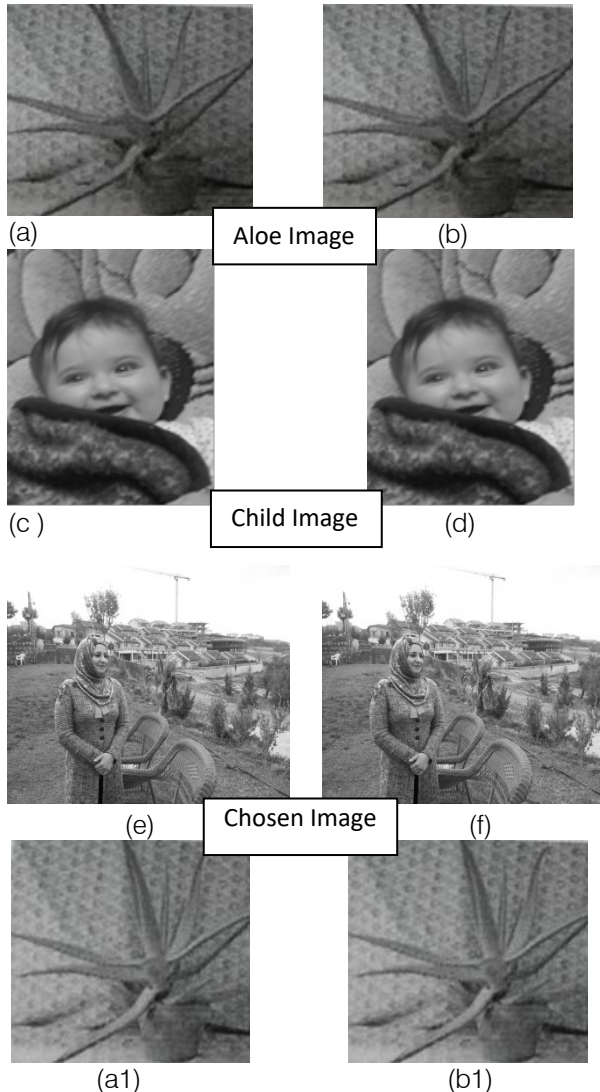 (a)
Aloe Image
(b)
(c )
Child Image
(d)
(e)
Chosen Image
(f)
(a1)
(b1)